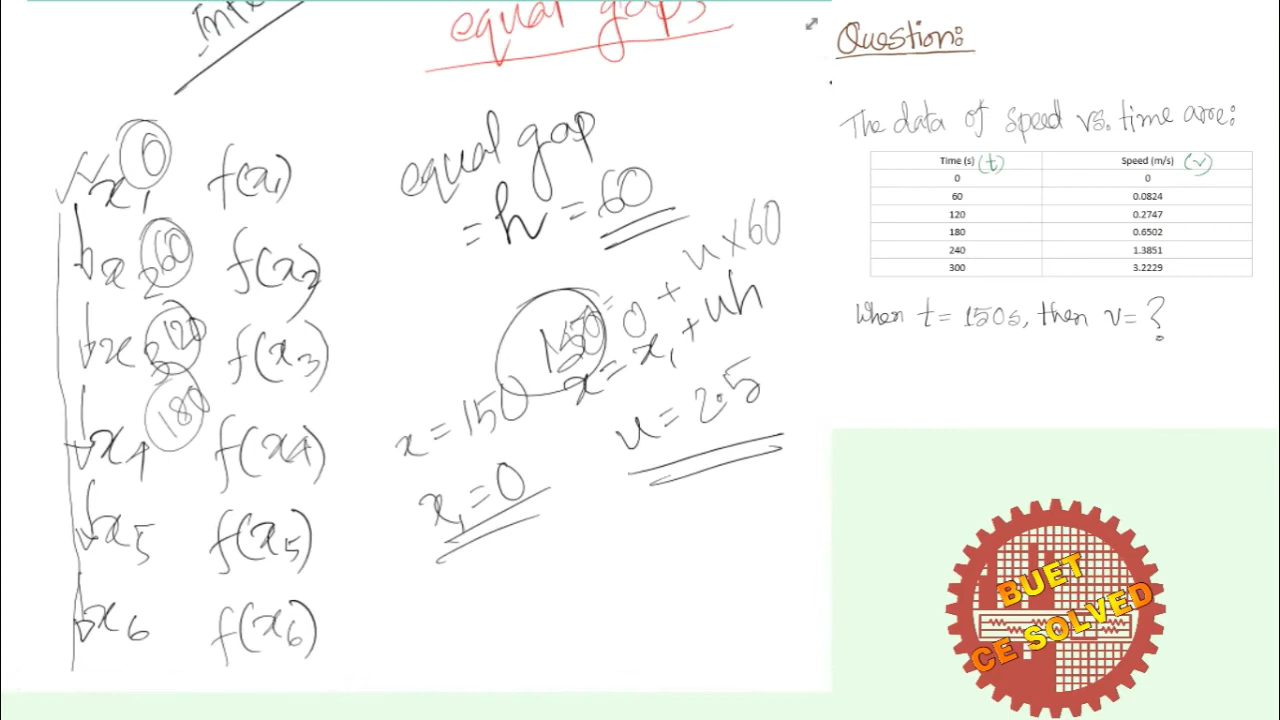 Inte
equal gaps
x1 0 f(x1)
x2 60 f(x2)
x3 120 f(x3)
x4 180 f(x4)
x5 f(x5)
x6 f(x6)
equal gap
= h = 60
150 = 0 + u×60
x = x1 + uh
x = 150
u = 2.5
x1 = 0
Question:
The data of speed vs. time are:
Time (s) (t) Speed (m/s) (v)
0 0
60 0.0824
120 0.2747
180 0.6502
240 1.3851
300 3.2229
When t = 150s, then v = ?
BUET
CE SOLVED